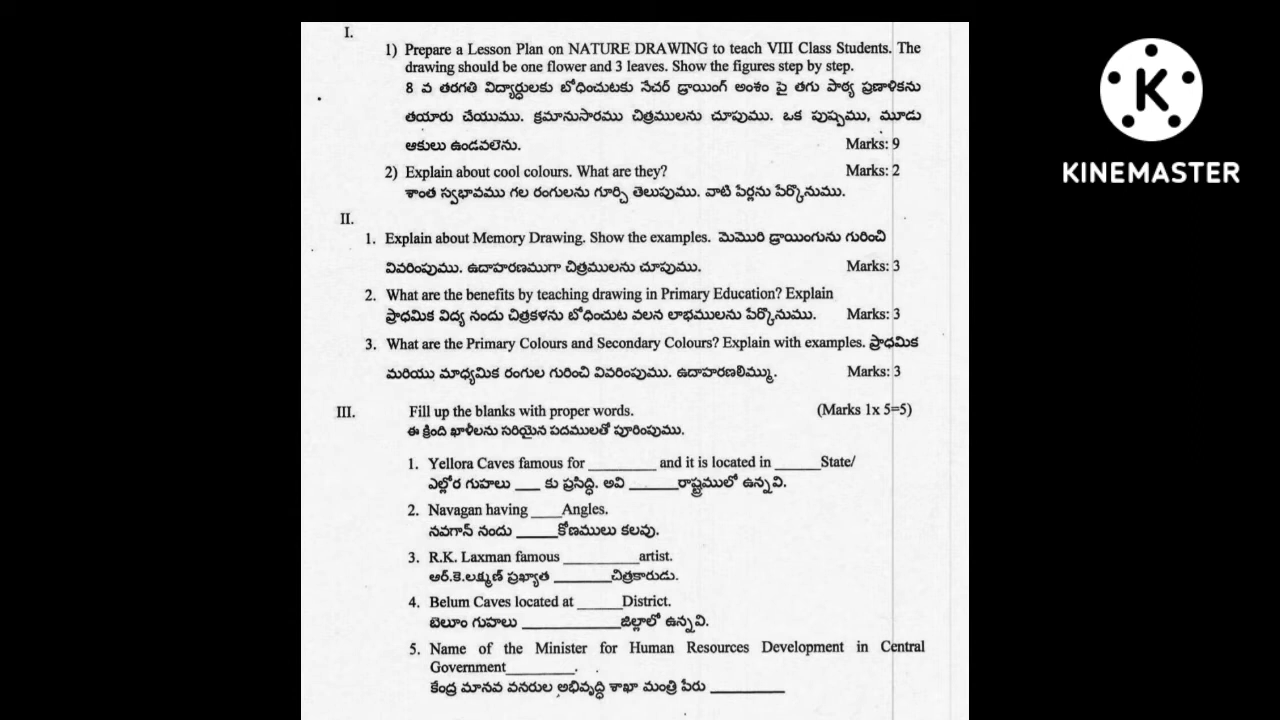 I.
1) Prepare a Lesson Plan on NATURE DRAWING to teach VIII Class Students. The
drawing should be one flower and 3 leaves. Show the figures step by step.
8 వ తరగతి విద్యార్థులకు బోధించుటకు నేచర్ డ్రాయింగ్ అంశం పై తగు పాఠ్య ప్రణాళికను
తయారు చేయుము. క్రమానుసారము చిత్రములను చూపుము. ఒక పుష్పము, మూడు
ఆకులు ఉండవలెను. Marks: 9
2) Explain about cool colours. What are they? Marks: 2
శాంత స్వభావము గల రంగులను గూర్చి తెలుపుము. వాటి పేర్లను పేర్కొనుము.
II.
1. Explain about Memory Drawing. Show the examples. మెమొరి డ్రాయింగును గురించి
వివరింపుము. ఉదాహరణముగా చిత్రములను చూపుము. Marks: 3
2. What are the benefits by teaching drawing in Primary Education? Explain
ప్రాధమిక విద్య నందు చిత్రకళను బోధించుట వలన లాభములను పేర్కొనుము. Marks: 3
3. What are the Primary Colours and Secondary Colours? Explain with examples. ప్రాధమిక
మరియు మాధ్యమిక రంగుల గురించి వివరింపుము. ఉదాహరణలిమ్ము. Marks: 3
III. Fill up the blanks with proper words. (Marks 1x 5=5)
ఈ క్రింది ఖాళీలను సరియైన పదములతో పూరింపుము.
1. Yellora Caves famous for ________ and it is located in ______State/
ఎల్లోర గుహలు ___ కు ప్రసిద్ధి. అవి ______రాష్ట్రములో ఉన్నవి.
2. Navagan having ____Angles.
నవగాన్ నందు _____కోణములు కలవు.
3. R.K. Laxman famous _________artist.
ఆర్.కె.లక్ష్మణ్ ప్రఖ్యాత _______చిత్రకారుడు.
4. Belum Caves located at ______District.
బెలూం గుహలు ____________జిల్లాలో ఉన్నవి.
5. Name of the Minister for Human Resources Development in Central
Government________.
కేంద్ర మానవ వనరుల అభివృద్ధి శాఖా మంత్రి పేరు _________
K
KINEMASTER